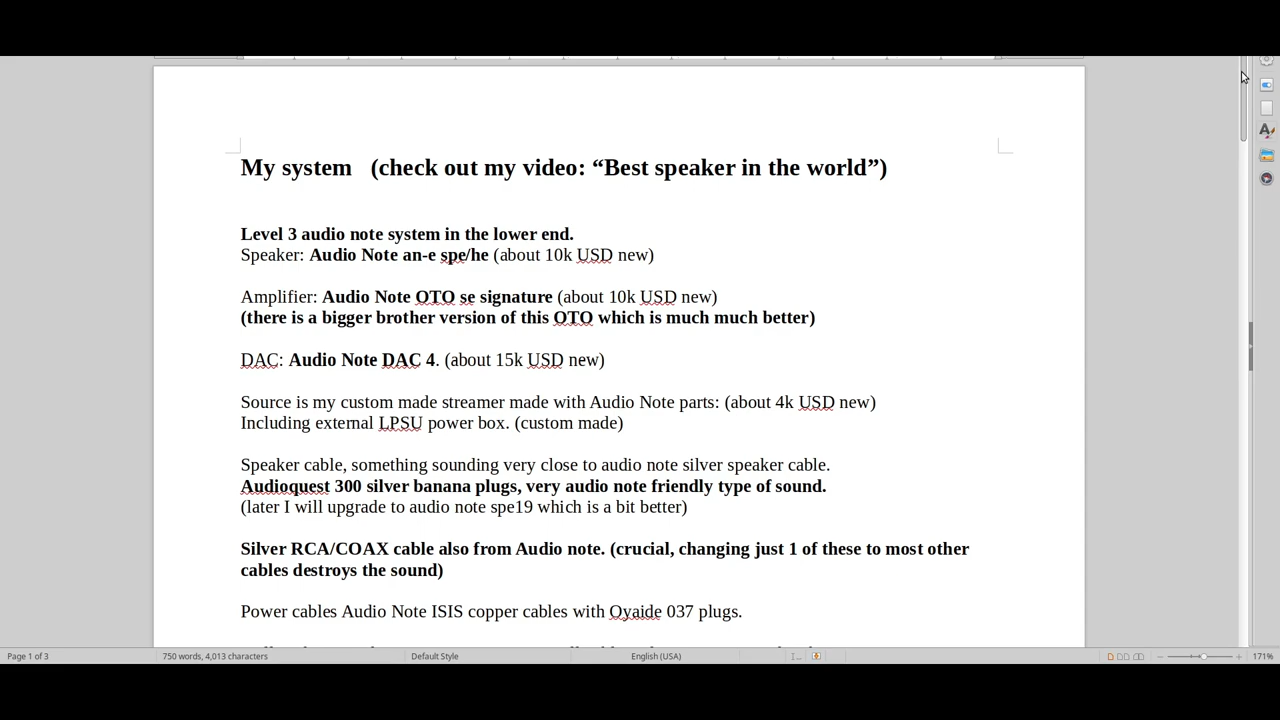 My system (check out my video: “Best speaker in the world”)
Level 3 audio note system in the lower end.
Speaker: Audio Note an-e spe/he (about 10k USD new)
Amplifier: Audio Note OTO se signature (about 10k USD new)
(there is a bigger brother version of this OTO which is much much better)
DAC: Audio Note DAC 4. (about 15k USD new)
Source is my custom made streamer made with Audio Note parts: (about 4k USD new)
Including external LPSU power box. (custom made)
Speaker cable, something sounding very close to audio note silver speaker cable.
Audioquest 300 silver banana plugs, very audio note friendly type of sound.
(later I will upgrade to audio note spe19 which is a bit better)
Silver RCA/COAX cable also from Audio note. (crucial, changing just 1 of these to most other
cables destroys the sound)
Power cables Audio Note ISIS copper cables with Oyaide 037 plugs.
Page 1 of 3 750 words, 4,013 characters Default Style English (USA) 171%